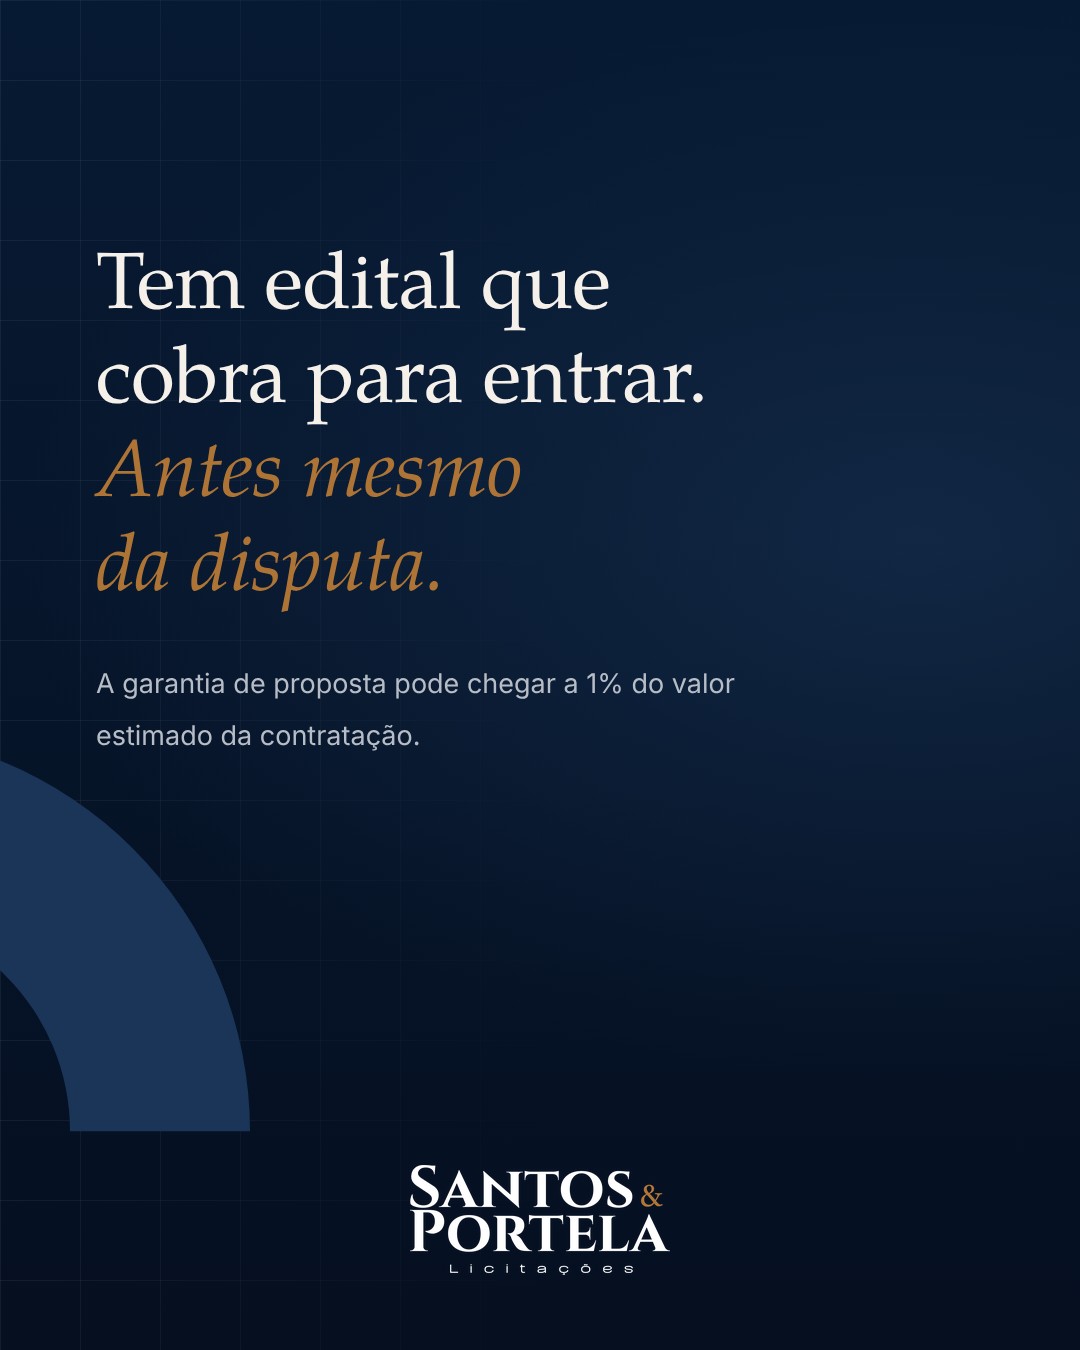 Tem edital que
cobra para entrar.
Antes mesmo
da disputa.
A garantia de proposta pode chegar a 1% do valor
estimado da contratação.
SANTOS &
PORTELA
Licitações